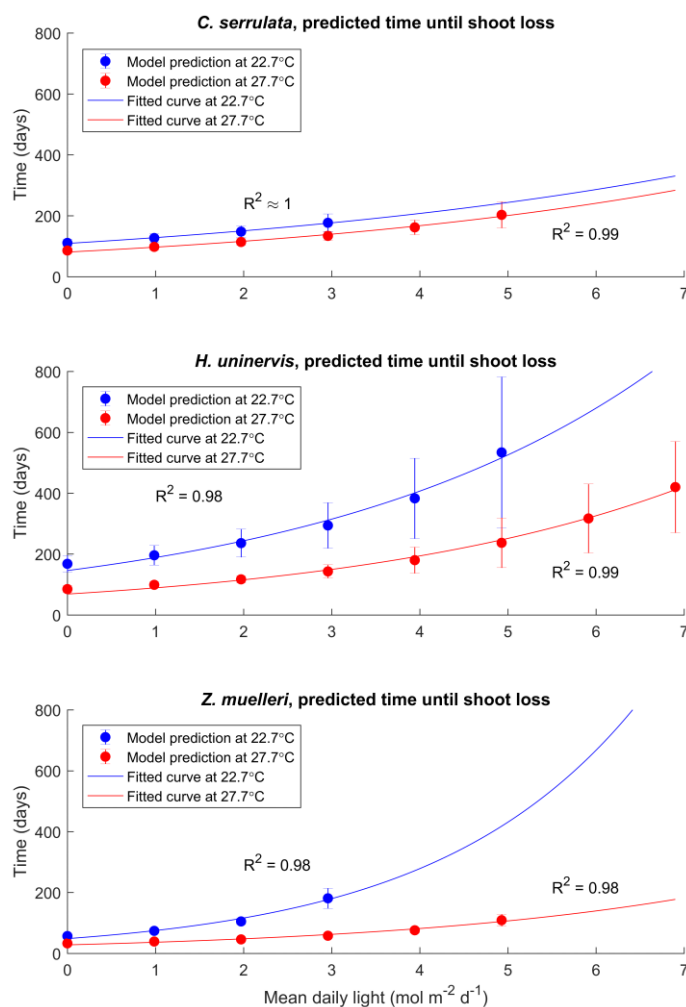 C. serrulata, predicted time until shoot loss
800
600
400
200
0
Time (days)
Model prediction at 22.7°C
Model prediction at 27.7°C
Fitted curve at 22.7°C
Fitted curve at 27.7°C
R² ≈ 1
R² = 0.99
0 1 2 3 4 5 6 7
H. uninervis, predicted time until shoot loss
800
600
400
200
0
Time (days)
Model prediction at 22.7°C
Model prediction at 27.7°C
Fitted curve at 22.7°C
Fitted curve at 27.7°C
R² = 0.98
R² = 0.99
0 1 2 3 4 5 6 7
Z. muelleri, predicted time until shoot loss
800
600
400
200
0
Time (days)
Model prediction at 22.7°C
Model prediction at 27.7°C
Fitted curve at 22.7°C
Fitted curve at 27.7°C
R² = 0.98
R² = 0.98
0 1 2 3 4 5 6 7
Mean daily light (mol m⁻² d⁻¹)